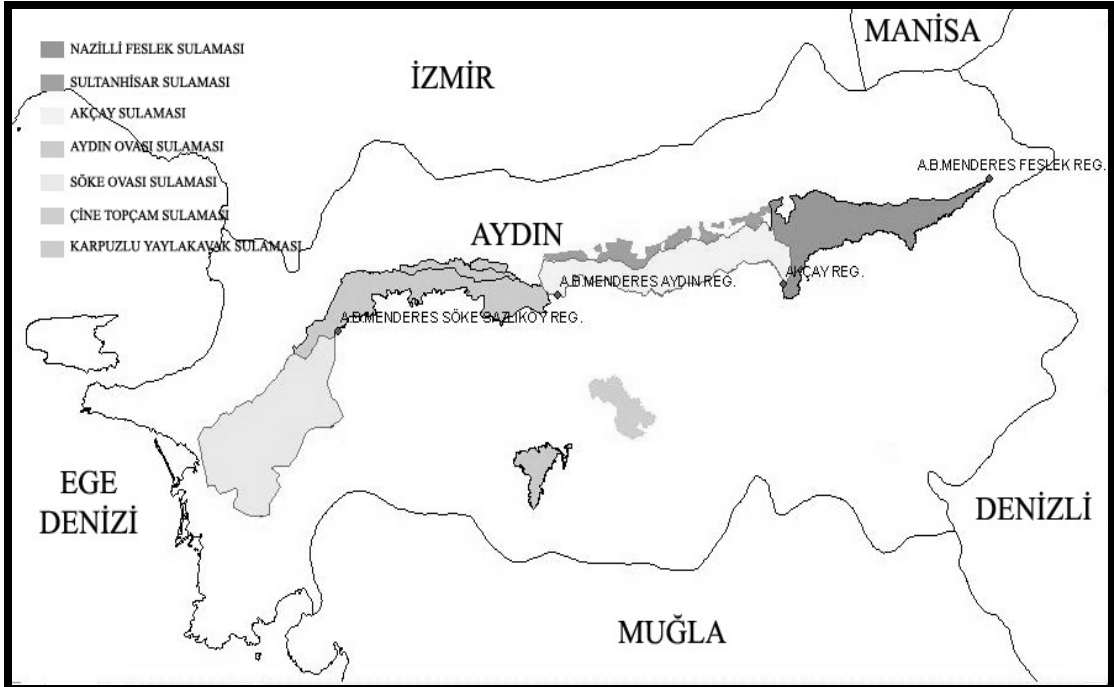 MANİSA
NAZİLLİ FESLEK SULAMASI
SULTANHİSAR SULAMASI
AKÇAY SULAMASI
AYDIN OVASI SULAMASI
SÖKE OVASI SULAMASI
ÇİNE TOPÇAM SULAMASI
KARPUZLU YAYLAKAVAK SULAMASI
İZMİR
A.B.MENDERES FESLEK REG.
AYDIN
AKÇAY REG.
A.B.MENDERES AYDIN REG.
A.B.MENDERES SÖKE SAZLIKÖY REG.
EGE
DENİZİ
DENİZLİ
MUĞLA